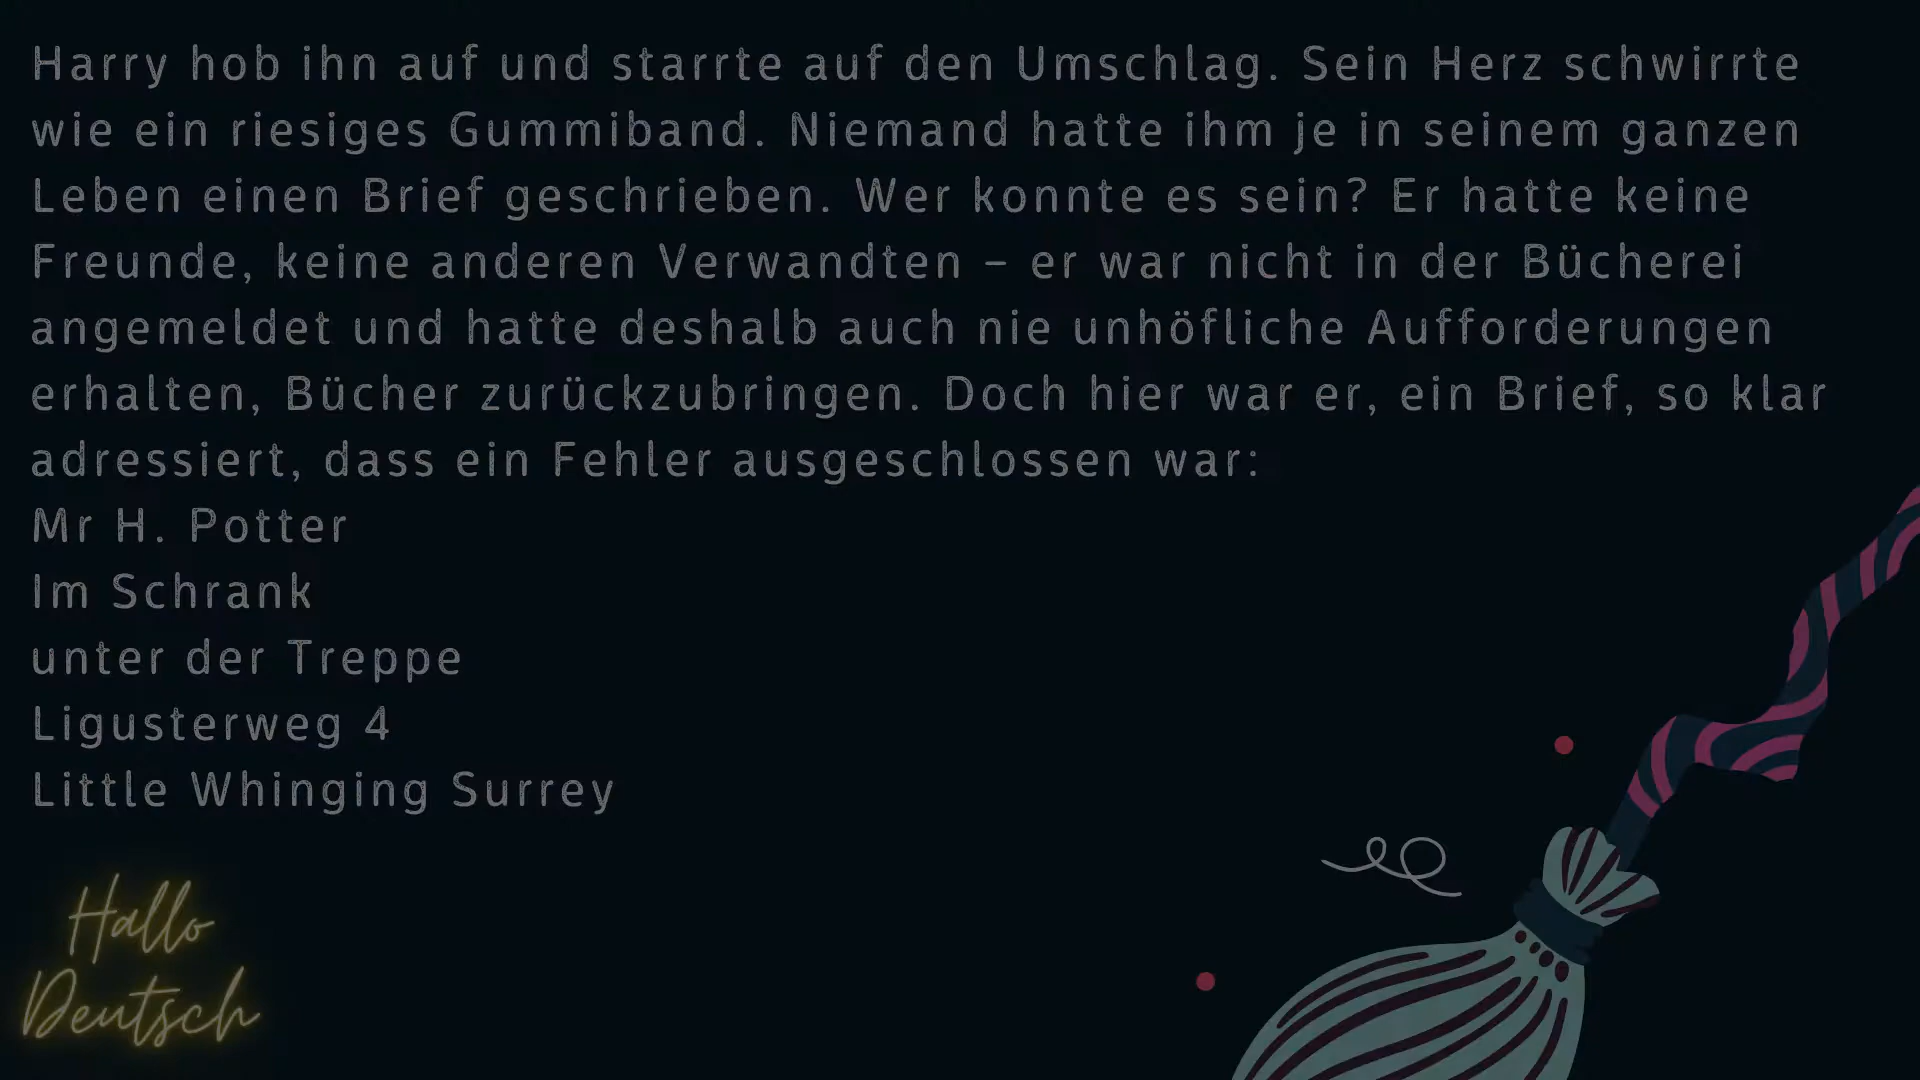 Harry hob ihn auf und starrte auf den Umschlag. Sein Herz schwirrte
wie ein riesiges Gummiband. Niemand hatte ihm je in seinem ganzen
Leben einen Brief geschrieben. Wer konnte es sein? Er hatte keine
Freunde, keine anderen Verwandten – er war nicht in der Bücherei
angemeldet und hatte deshalb auch nie unhöfliche Aufforderungen
erhalten, Bücher zurückzubringen. Doch hier war er, ein Brief, so klar
adressiert, dass ein Fehler ausgeschlossen war:
Mr H. Potter
Im Schrank
unter der Treppe
Ligusterweg 4
Little Whinging Surrey
Hallo
Deutsch